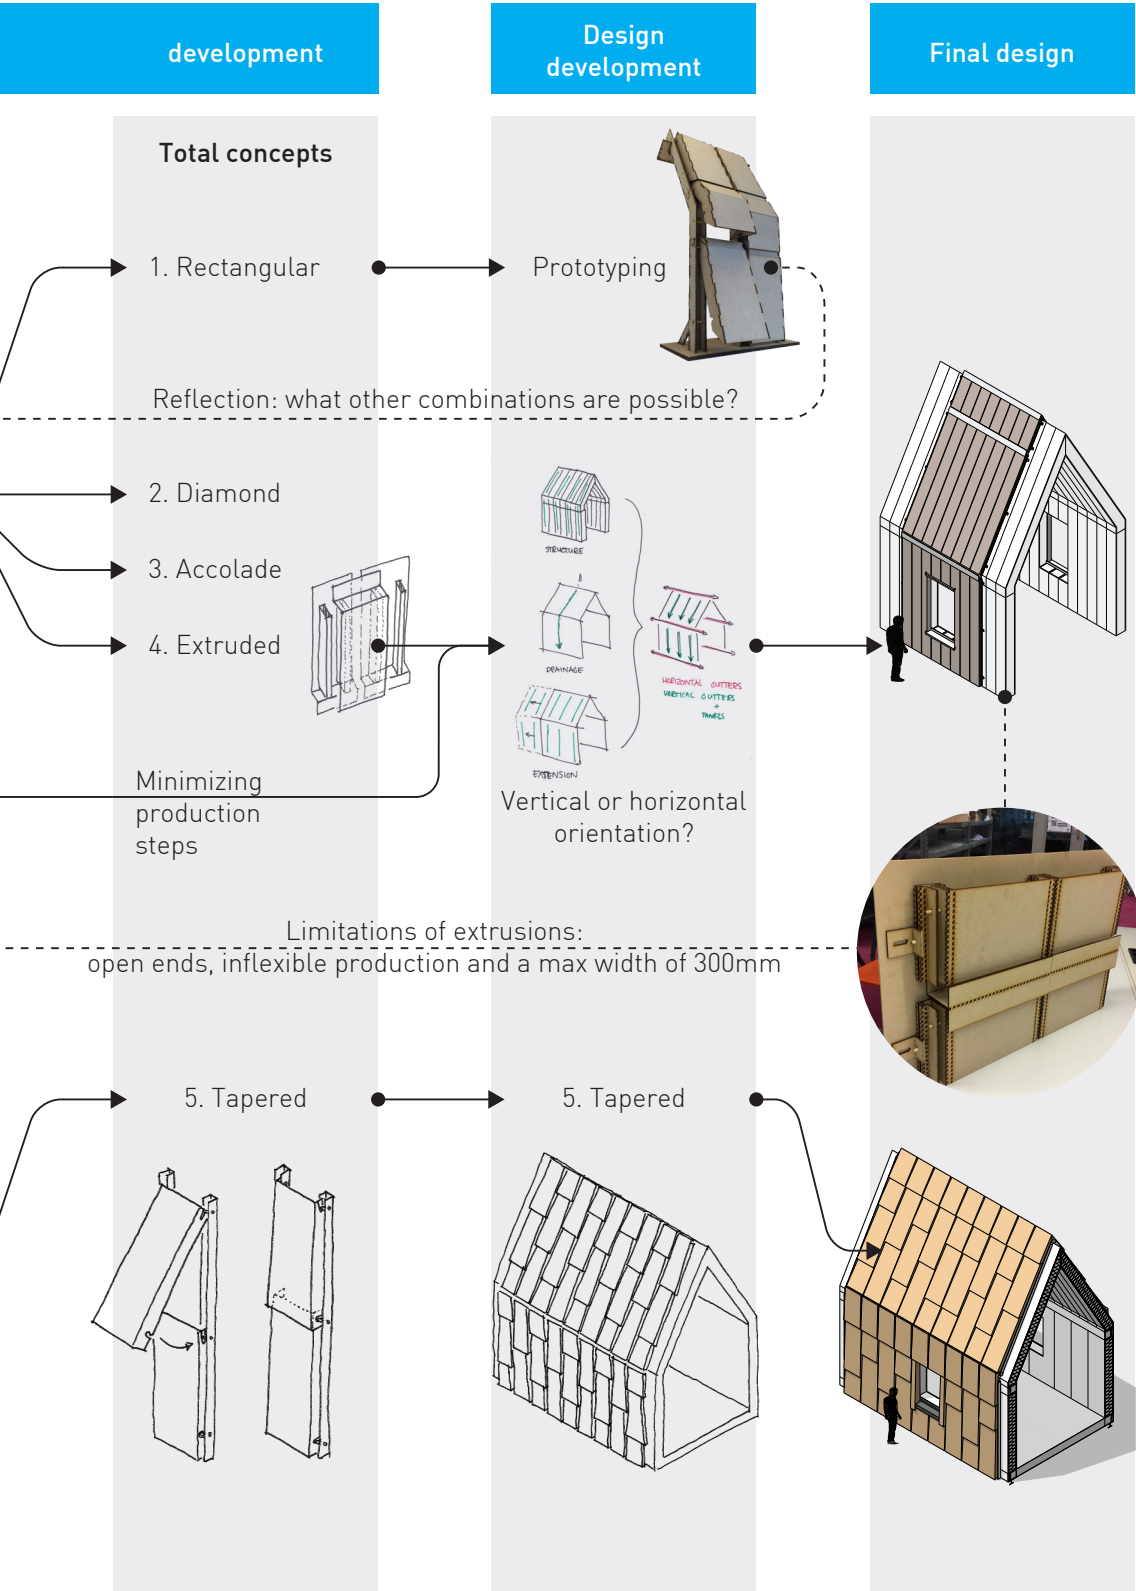 development
Design
development
Final design
Total concepts
1. Rectangular
Prototyping
Reflection: what other combinations are possible?
2. Diamond
3. Accolade
4. Extruded
STRUCTURE
DRAINAGE
EXTENSION
HORIZONTAL GUTTERS
VERTICAL GUTTERS
+
PANELS
Minimizing
production
steps
Vertical or horizontal
orientation?
Limitations of extrusions:
open ends, inflexible production and a max width of 300mm
5. Tapered
5. Tapered